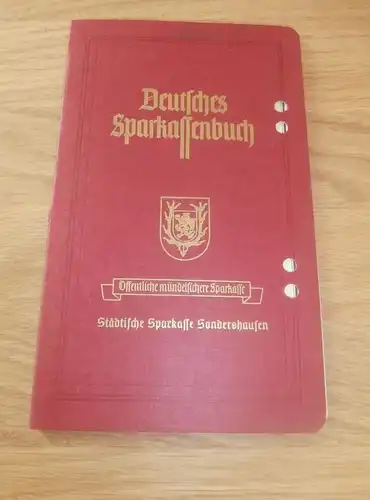 Deutſches
Sparkaſſenbuch
Öffentliche mündelſichere Sparkaſſe
Städtiſche Sparkaſſe Sondershauſen